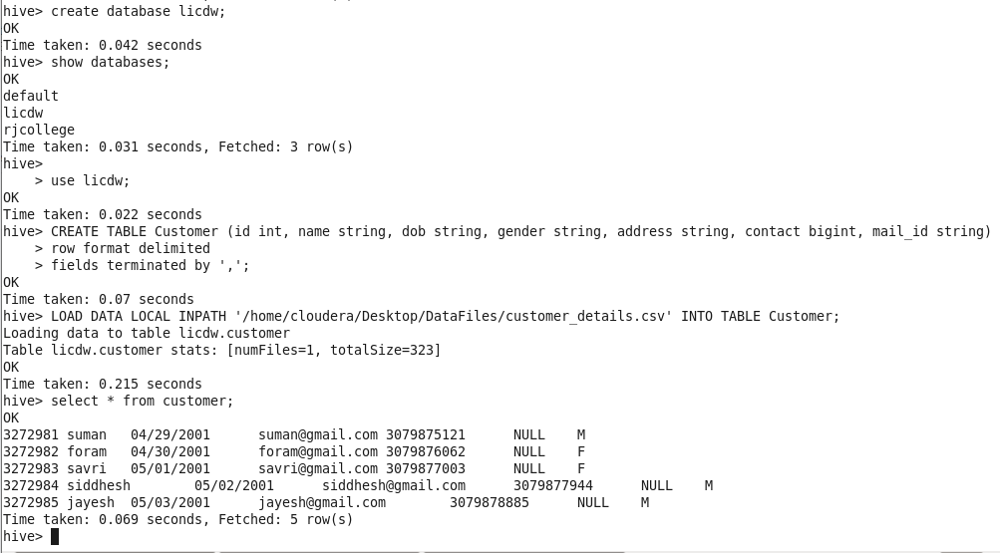 hive> create database licdw;
OK
Time taken: 0.042 seconds
hive> show databases;
OK
default
licdw
rjcollege
Time taken: 0.031 seconds, Fetched: 3 row(s)
hive>
    > use licdw;
OK
Time taken: 0.022 seconds
hive> CREATE TABLE Customer (id int, name string, dob string, gender string, address string, contact bigint, mail_id string)
    > row format delimited
    > fields terminated by ',';
OK
Time taken: 0.07 seconds
hive> LOAD DATA LOCAL INPATH '/home/cloudera/Desktop/DataFiles/customer_details.csv' INTO TABLE Customer;
Loading data to table licdw.customer
Table licdw.customer stats: [numFiles=1, totalSize=323]
OK
Time taken: 0.215 seconds
hive> select * from customer;
OK
3272981 suman   04/29/2001      suman@gmail.com 3079875121      NULL    M
3272982 foram   04/30/2001      foram@gmail.com 3079876062      NULL    F
3272983 savri   05/01/2001      savri@gmail.com 3079877003      NULL    F
3272984 siddhesh        05/02/2001      siddhesh@gmail.com      3079877944      NULL    M
3272985 jayesh  05/03/2001      jayesh@gmail.com        3079878885      NULL    M
Time taken: 0.069 seconds, Fetched: 5 row(s)
hive>